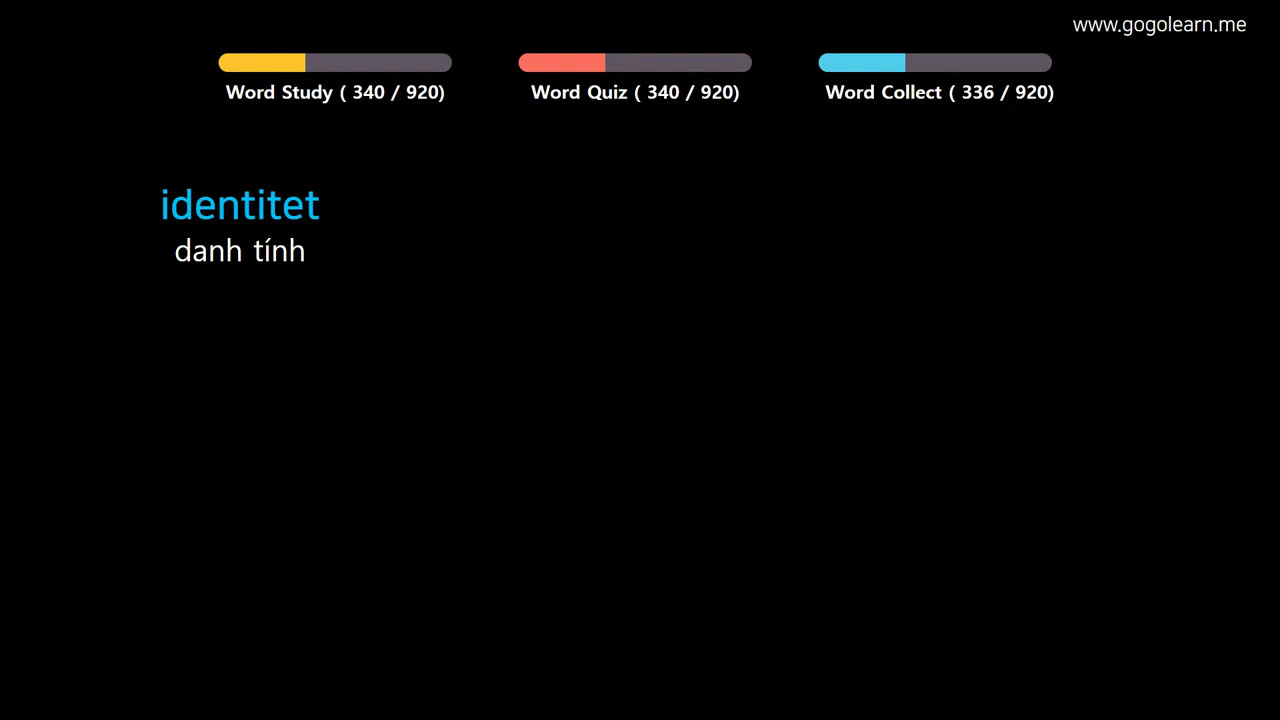 www.gogolearn.me
Word Study ( 340 / 920)
Word Quiz ( 340 / 920)
Word Collect ( 336 / 920)
identitet
danh tính